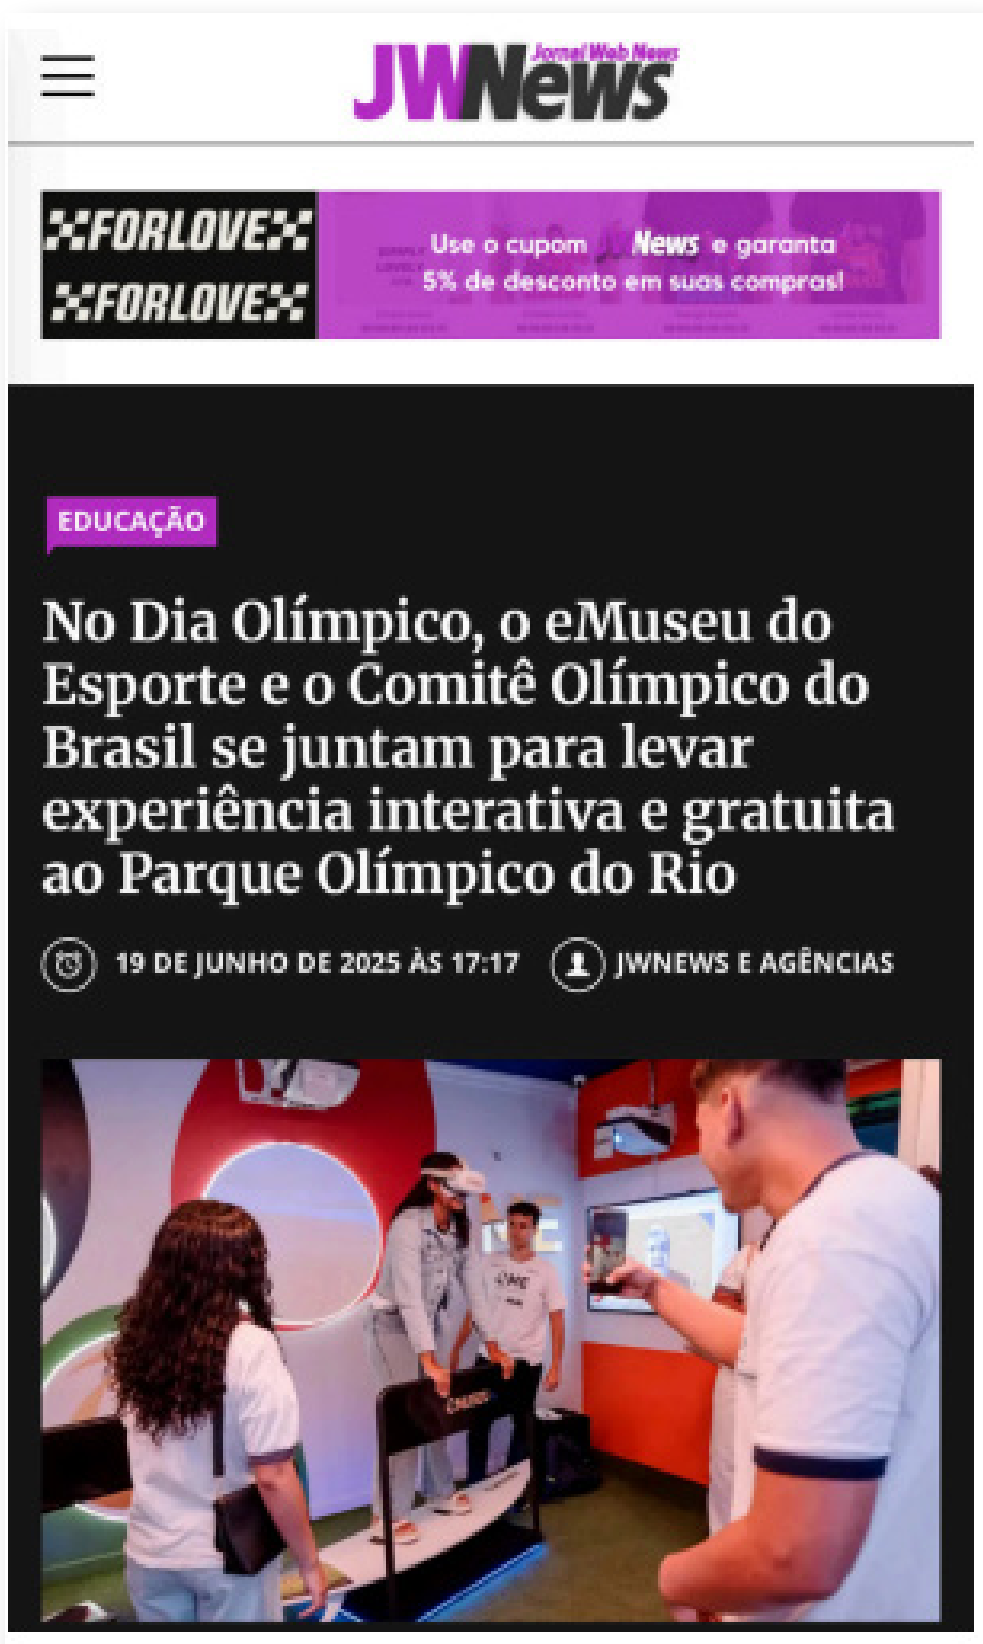 Jornal Web News
JWNews
FORLOVE
FORLOVE
Use o cupom JWNews e garanta
5% de desconto em suas compras!
EDUCAÇÃO
No Dia Olímpico, o eMuseu do
Esporte e o Comitê Olímpico do
Brasil se juntam para levar
experiência interativa e gratuita
ao Parque Olímpico do Rio
19 DE JUNHO DE 2025 ÀS 17:17
JWNEWS E AGÊNCIAS